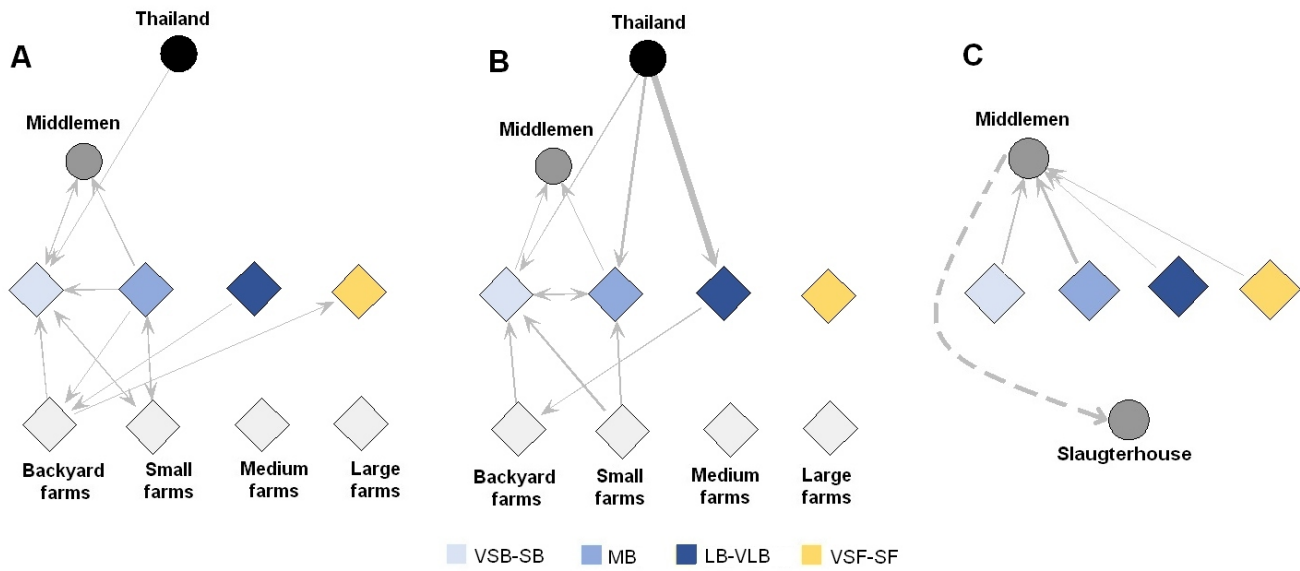 A
Thailand
Middlemen
Backyard
farms
Small
farms
Medium
farms
Large
farms
B
Thailand
Middlemen
Backyard
farms
Small
farms
Medium
farms
Large
farms
C
Middlemen
Slaugterhouse
VSB-SB
MB
LB-VLB
VSF-SF